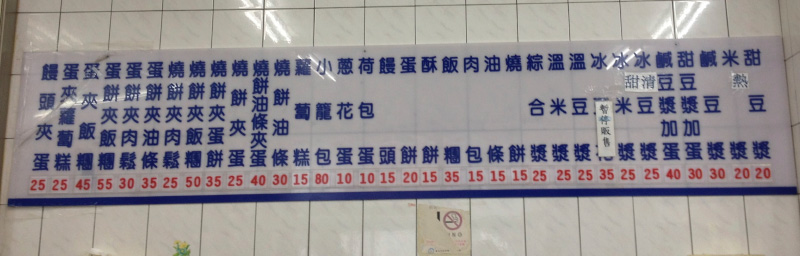 饅頭夾蛋 25
蛋夾蘿蔔糕 25
蛋夾飯糰 45
蛋餅夾飯糰 55
蛋餅夾肉鬆 30
蛋餅夾油條 35
燒餅夾肉鬆 25
燒餅夾飯糰 50
燒餅夾蛋餅 35
燒餅夾蛋 25
燒餅油條夾蛋 40
燒餅油條 30
蘿蔔糕 15
小籠包 80
蔥花蛋 10
荷包蛋 10
饅頭 15
蛋餅 20
酥餅 15
飯糰 35
肉包 15
油條 15
燒餅 15
綜合漿 25
溫米漿 25
溫豆漿 25
冰 35
暫停販售
冰甜米漿 25
冰清豆漿 25
鹹豆漿加蛋 40
甜豆漿加蛋 30
鹹豆漿 30
米漿 20
熱
甜豆漿 20